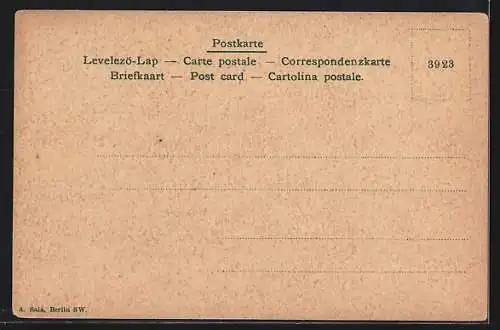 Postkarte
Levelező-Lap — Carte postale — Correspondenzkarte
Briefkaart — Post card — Cartolina postale.
3923
A. Sala, Berlin SW.